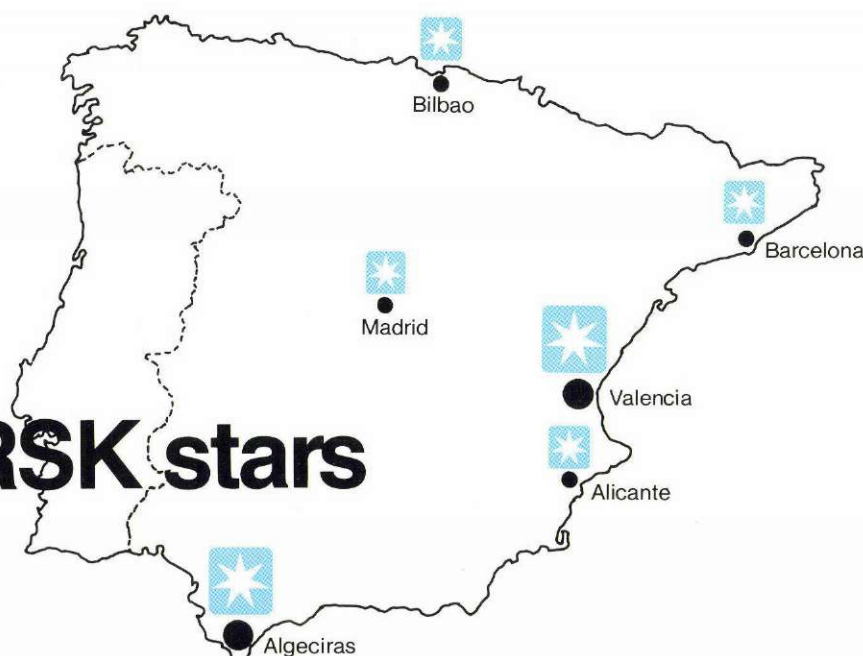 Bilbao
Barcelona
Madrid
Valencia
RSK stars
Alicante
Algeciras